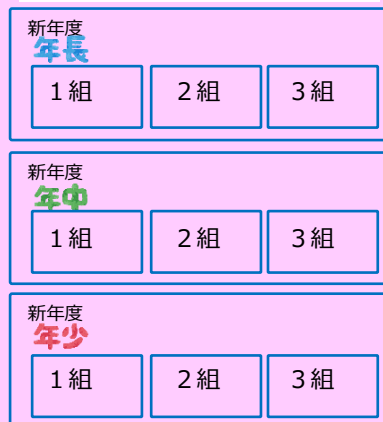 新年度
年長
1組 2組 3組
新年度
年中
1組 2組 3組
新年度
年少
1組 2組 3組